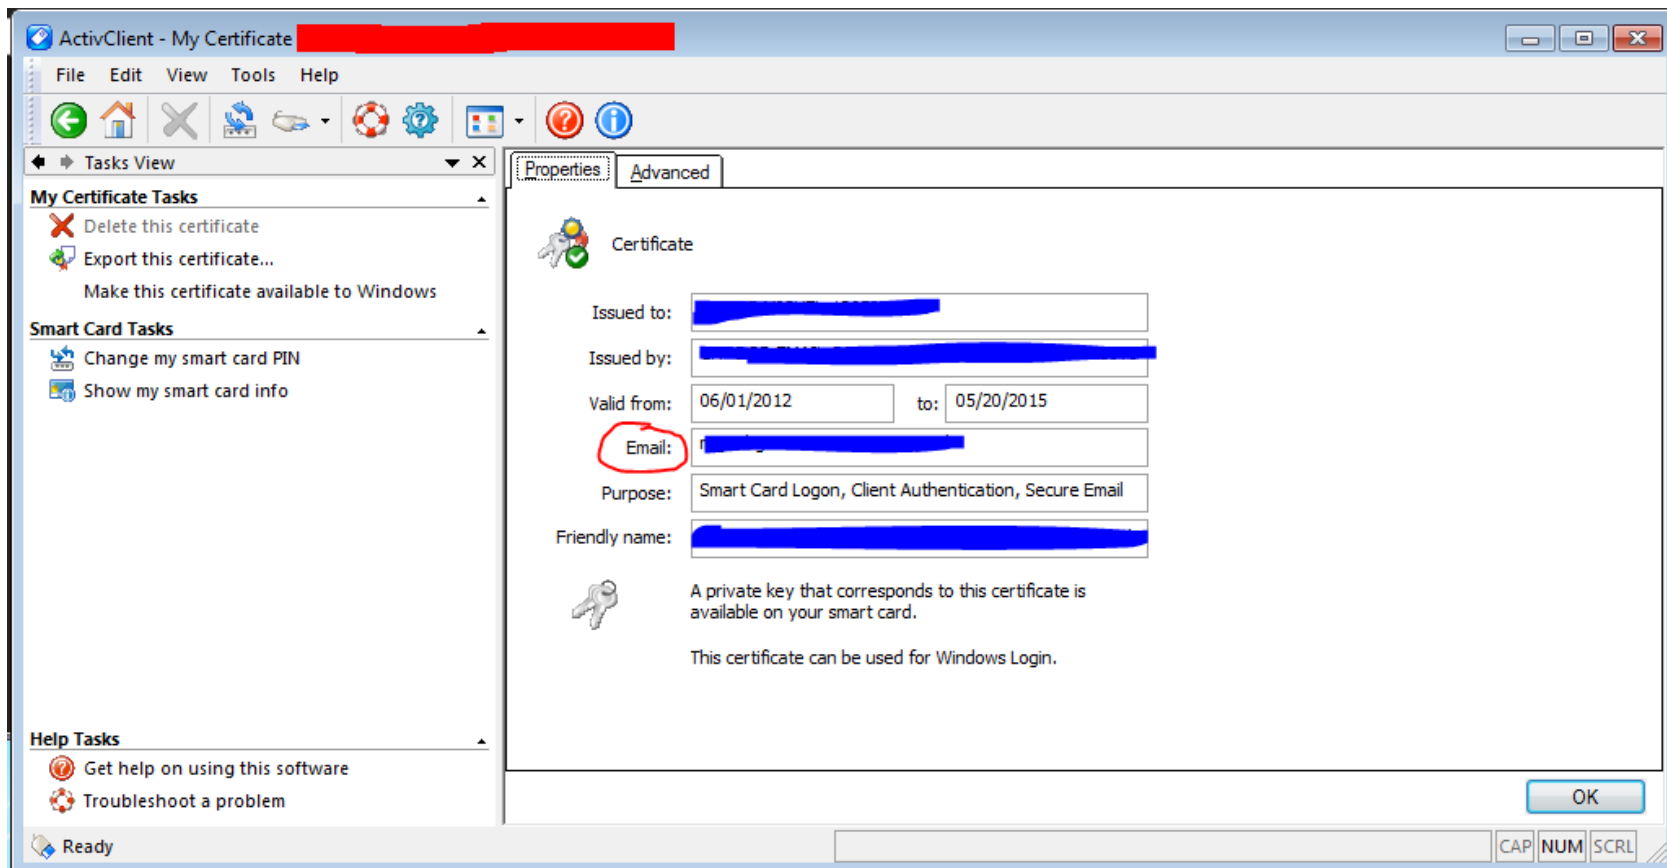 ActivClient - My Certificate
File Edit View Tools Help
Tasks View
My Certificate Tasks
Delete this certificate
Export this certificate...
Make this certificate available to Windows
Smart Card Tasks
Change my smart card PIN
Show my smart card info
Help Tasks
Get help on using this software
Troubleshoot a problem
Properties Advanced
Certificate
Issued to:
Issued by:
Valid from: 06/01/2012 to: 05/20/2015
Email:
Purpose: Smart Card Logon, Client Authentication, Secure Email
Friendly name:
A private key that corresponds to this certificate is
available on your smart card.
This certificate can be used for Windows Login.
OK
Ready
CAP NUM SCRL